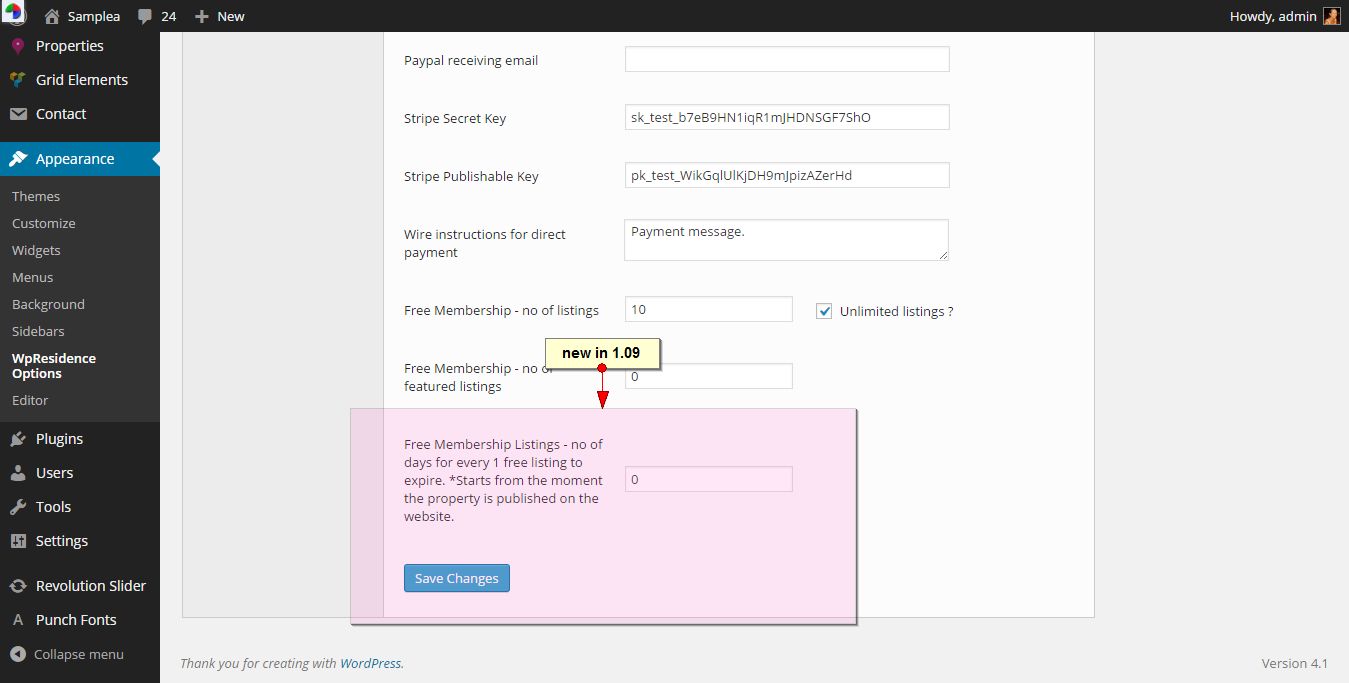 Samplea 24 New Howdy, admin
Properties
Grid Elements
Contact
Appearance
Themes
Customize
Widgets
Menus
Background
Sidebars
WpResidence
Options
Editor
Plugins
Users
Tools
Settings
Revolution Slider
Punch Fonts
Collapse menu
Paypal receiving email
Stripe Secret Key sk_test_b7eB9HN1iqR1mJHDNSGF7ShO
Stripe Publishable Key pk_test_WikGqlUlKjDH9mJpizAZerHd
Wire instructions for direct
payment
Payment message.
Free Membership - no of listings 10 Unlimited listings ?
new in 1.09
Free Membership - no of
featured listings
0
Free Membership Listings - no of
days for every 1 free listing to
expire. *Starts from the moment
the property is published on the
website.
0
Save Changes
Thank you for creating with WordPress. Version 4.1